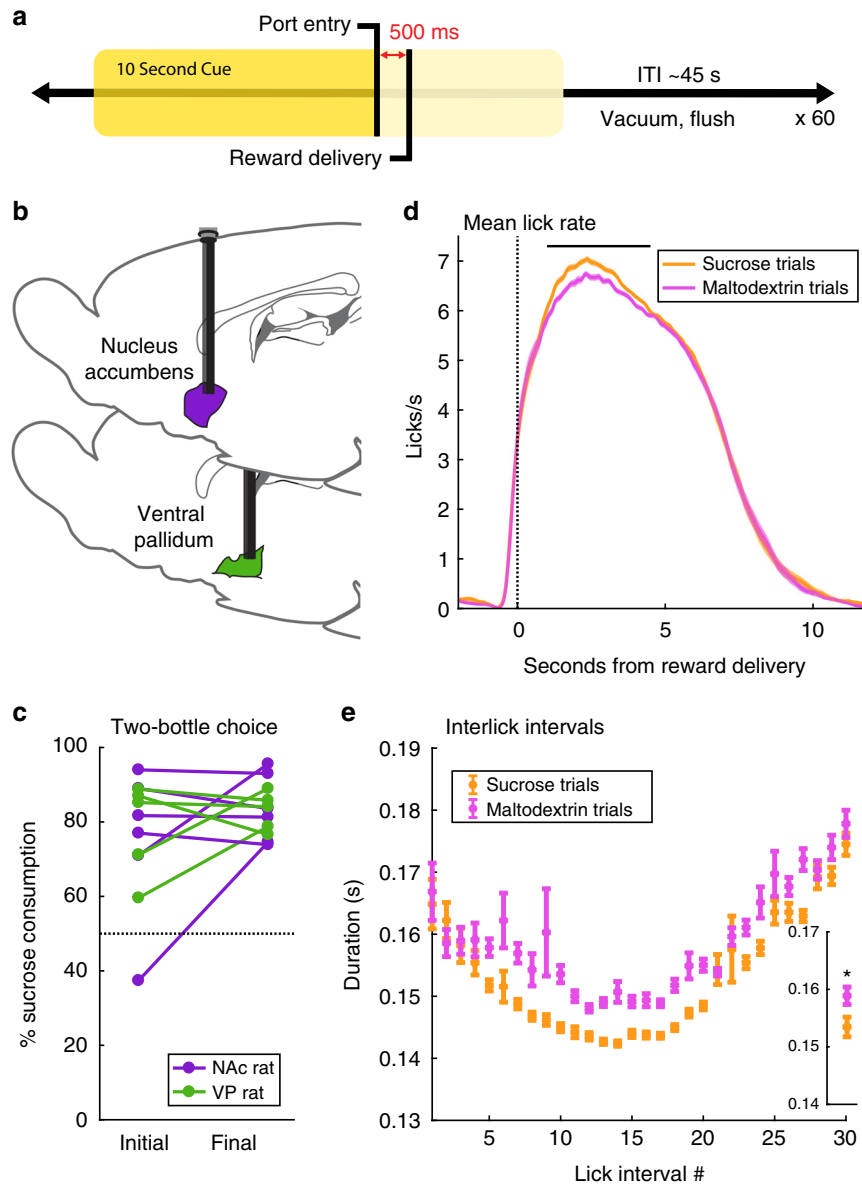 a
Port entry
500 ms
10 Second Cue
ITI ~45 s
Vacuum, flush
x 60
Reward delivery
b
Nucleus
accumbens
Ventral
pallidum
d
Mean lick rate
Sucrose trials
Maltodextrin trials
Licks/s
7
6
5
4
3
2
1
0
0
5
10
Seconds from reward delivery
c
Two-bottle choice
% sucrose consumption
100
80
60
40
20
0
NAc rat
VP rat
Initial
Final
e
Interlick intervals
Sucrose trials
Maltodextrin trials
Duration (s)
0.19
0.18
0.17
0.16
0.15
0.14
0.13
0.17
*
0.16
0.15
0.14
5
10
15
20
25
30
Lick interval #